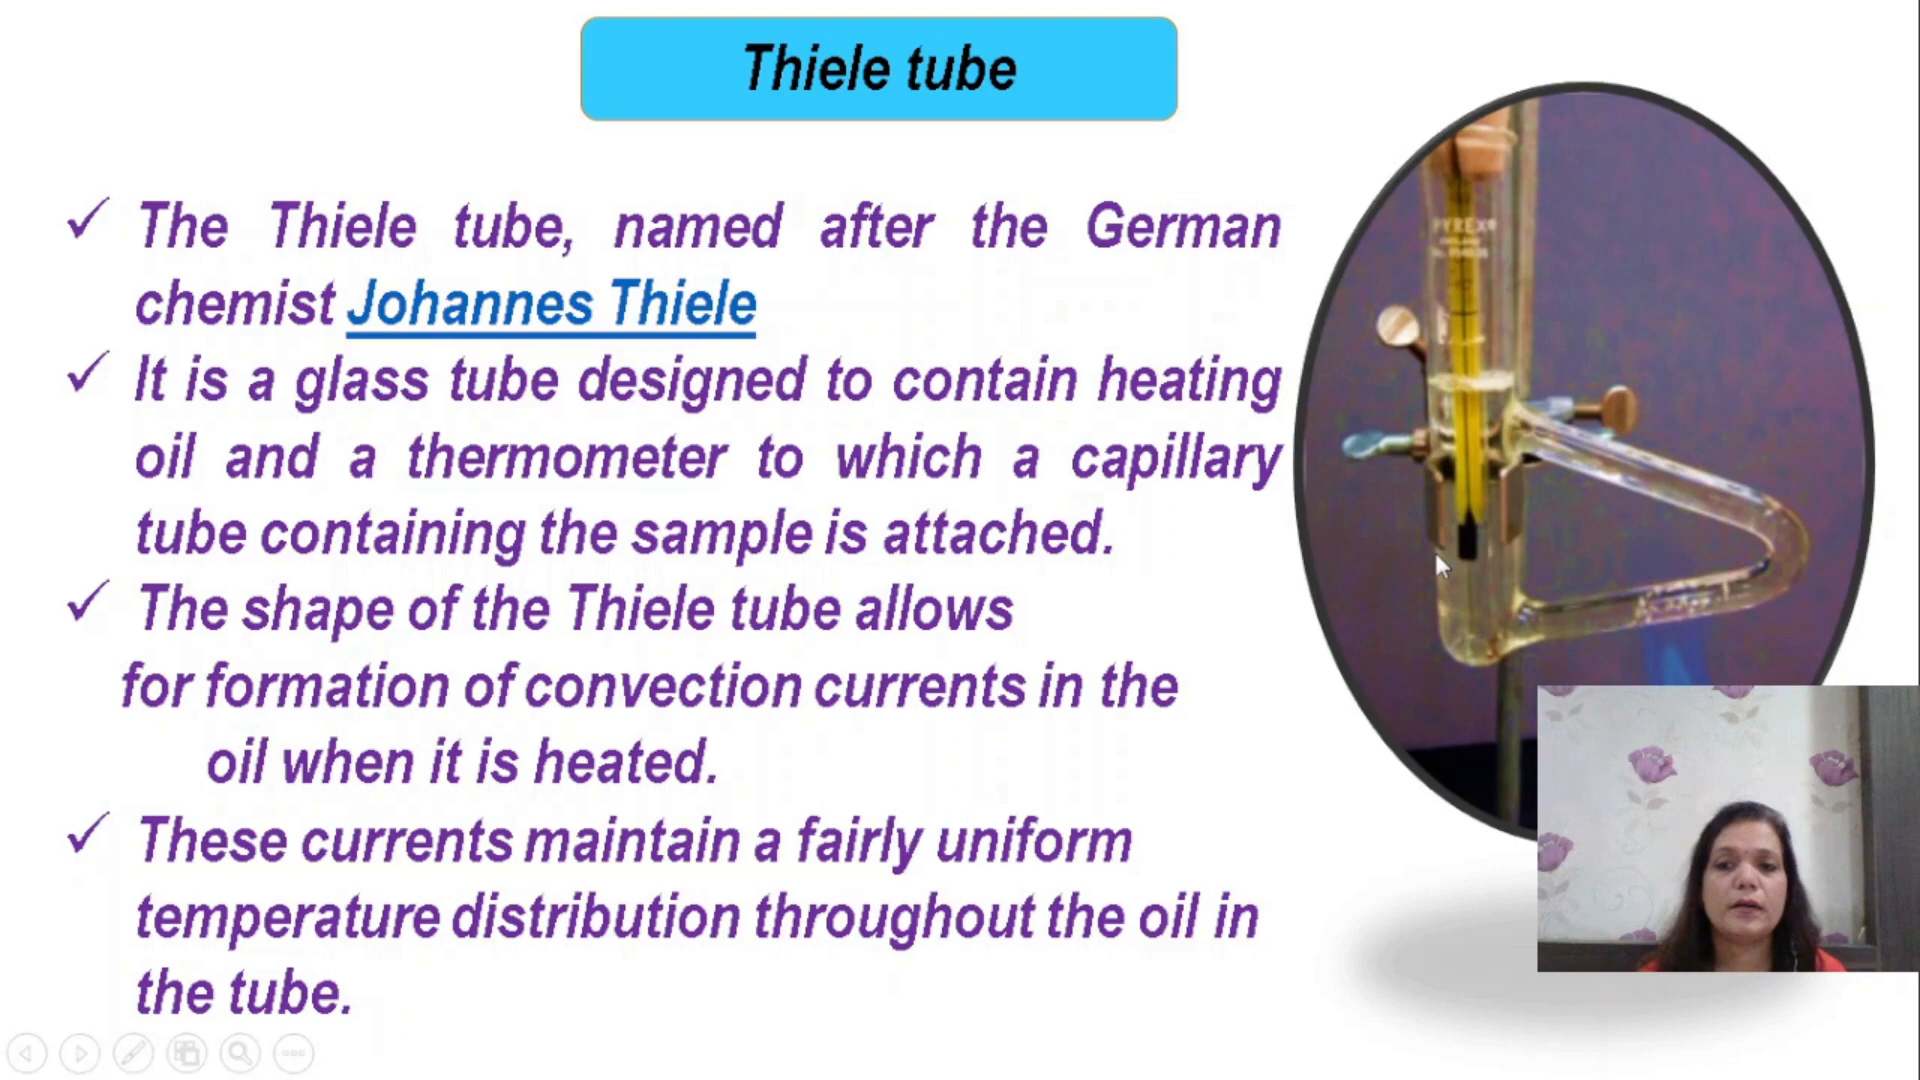 Thiele tube
The Thiele tube, named after the German
chemist Johannes Thiele
It is a glass tube designed to contain heating
oil and a thermometer to which a capillary
tube containing the sample is attached.
The shape of the Thiele tube allows
for formation of convection currents in the
oil when it is heated.
These currents maintain a fairly uniform
temperature distribution throughout the oil in
the tube.
PYREX®